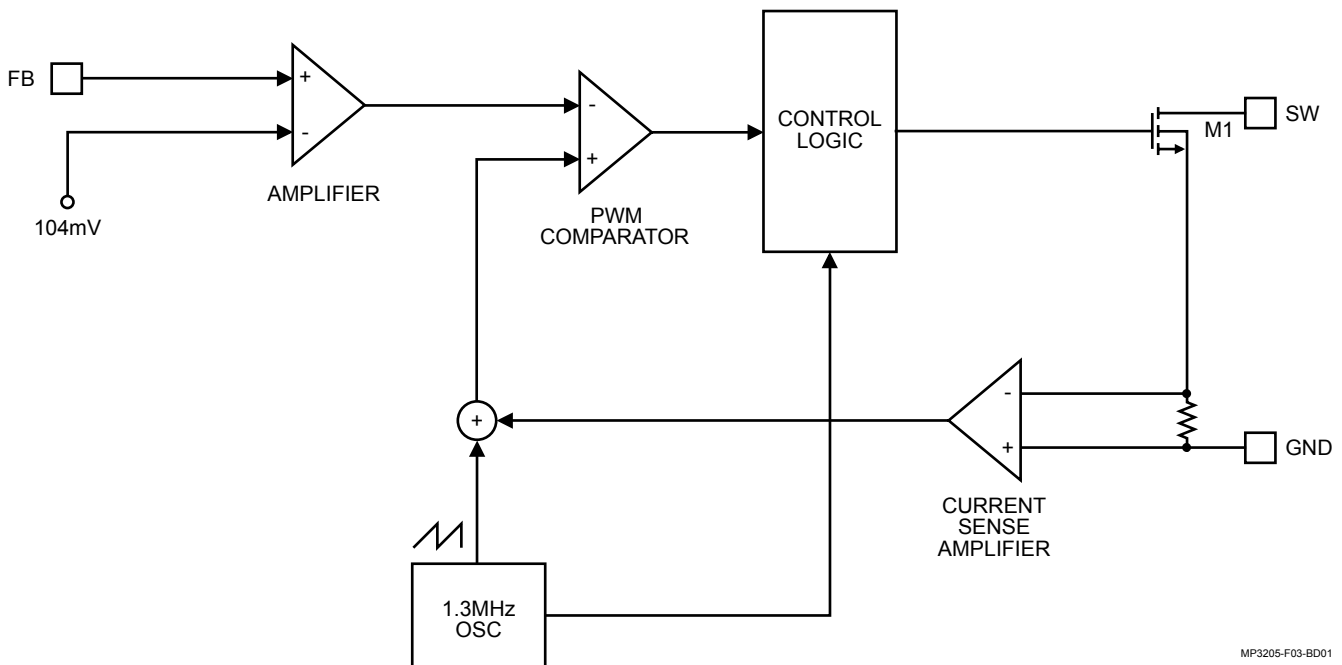 FB
+
-
104mV
AMPLIFIER
-
+
PWM
COMPARATOR
CONTROL
LOGIC
M1
SW
+
-
+
GND
CURRENT
SENSE
AMPLIFIER
1.3MHz
OSC
MP3205-F03-BD01